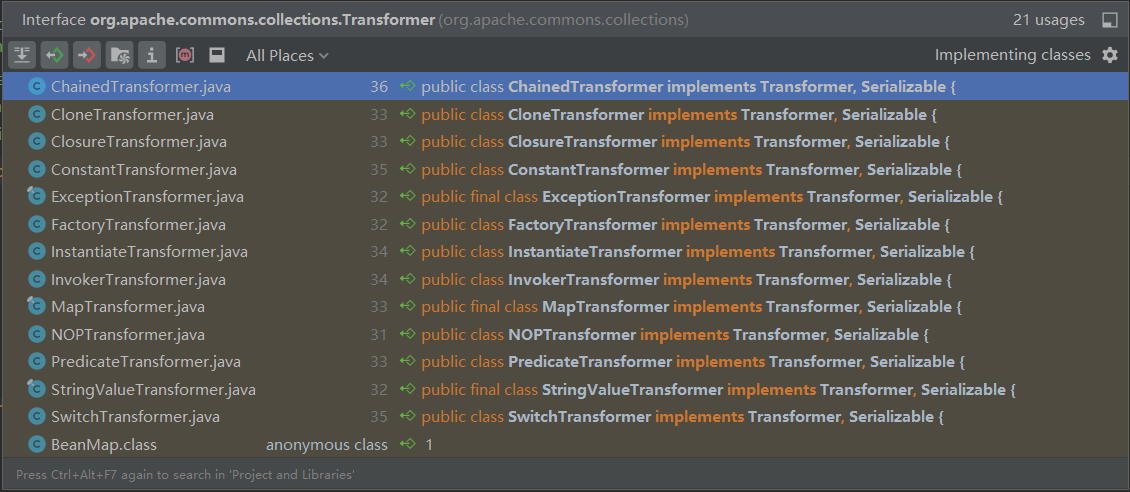 Interface org.apache.commons.collections.Transformer (org.apache.commons.collections) 21 usages
All Places Implementing classes
ChainedTransformer.java 36 public class ChainedTransformer implements Transformer, Serializable {
CloneTransformer.java 33 public class CloneTransformer implements Transformer, Serializable {
ClosureTransformer.java 33 public class ClosureTransformer implements Transformer, Serializable {
ConstantTransformer.java 35 public class ConstantTransformer implements Transformer, Serializable {
ExceptionTransformer.java 32 public final class ExceptionTransformer implements Transformer, Serializable {
FactoryTransformer.java 32 public class FactoryTransformer implements Transformer, Serializable {
InstantiateTransformer.java 34 public class InstantiateTransformer implements Transformer, Serializable {
InvokerTransformer.java 34 public class InvokerTransformer implements Transformer, Serializable {
MapTransformer.java 33 public final class MapTransformer implements Transformer, Serializable {
NOPTransformer.java 31 public class NOPTransformer implements Transformer, Serializable {
PredicateTransformer.java 33 public class PredicateTransformer implements Transformer, Serializable {
StringValueTransformer.java 32 public final class StringValueTransformer implements Transformer, Serializable {
SwitchTransformer.java 35 public class SwitchTransformer implements Transformer, Serializable {
BeanMap.class anonymous class 1
Press Ctrl+Alt+F7 again to search in 'Project and Libraries'